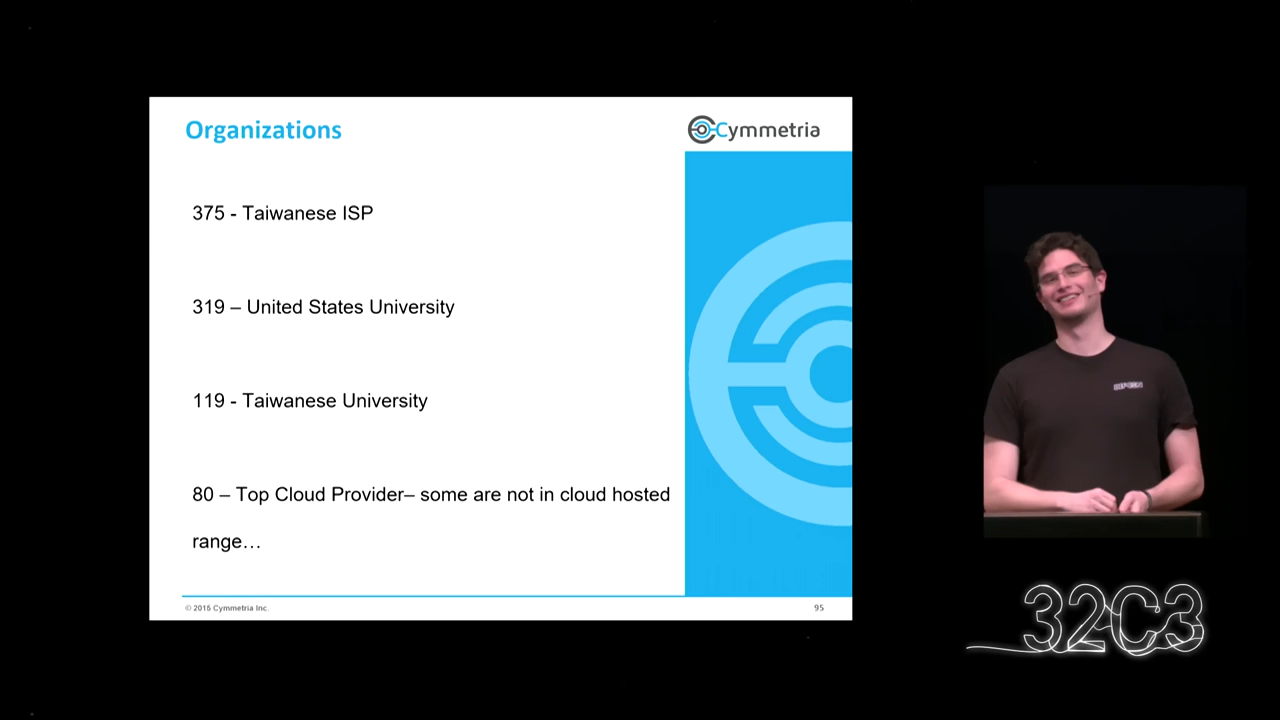 Organizations
Cymmetria
375 - Taiwanese ISP
319 – United States University
119 - Taiwanese University
80 – Top Cloud Provider– some are not in cloud hosted
range…
© 2015 Cymmetria Inc.
95
32C3